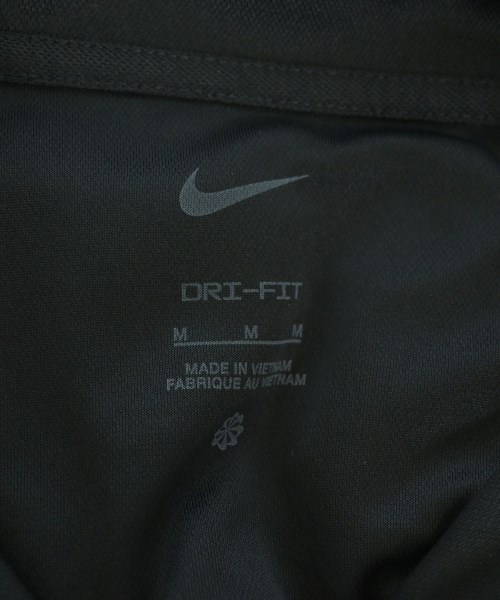 DRI-FIT
M M M
MADE IN VIETNAM
FABRIQUE AU VIETNAM